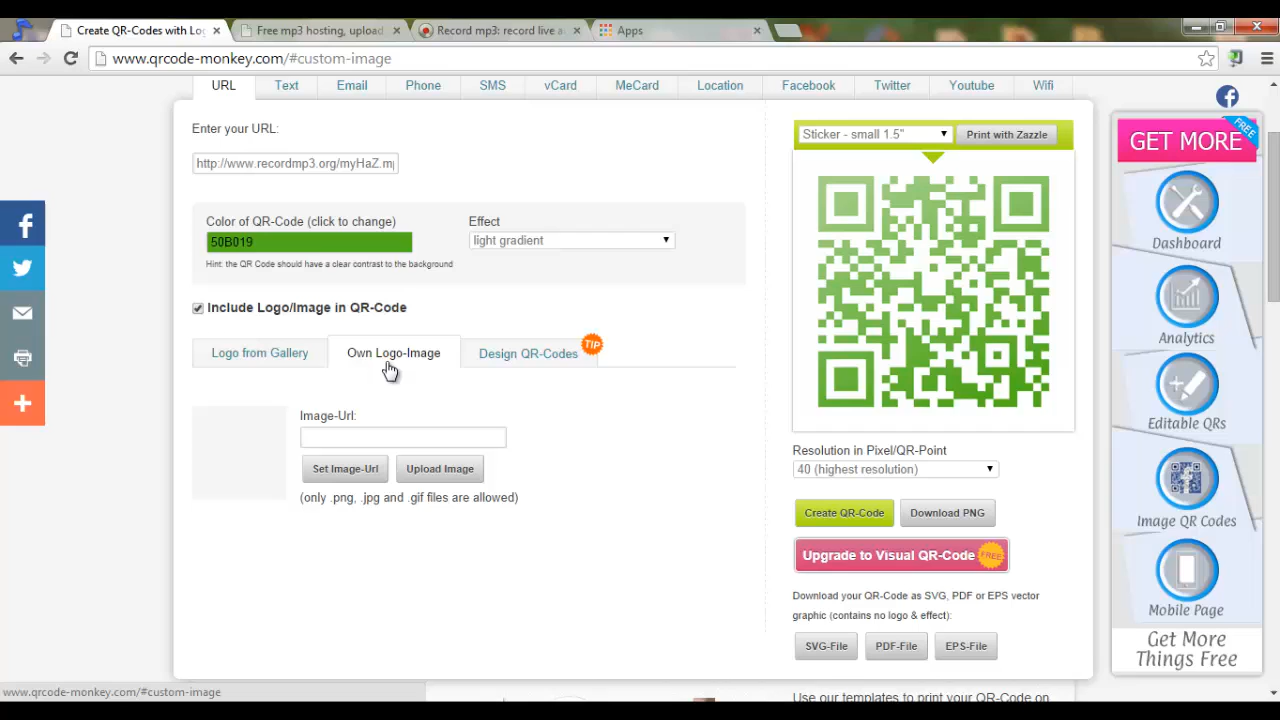 Create QR-Codes with Log
Free mp3 hosting, upload
Record mp3: record live a
Apps
www.qrcode-monkey.com/#custom-image
URL
Text
Email
Phone
SMS
vCard
MeCard
Location
Facebook
Twitter
Youtube
Wifi
Enter your URL:
http://www.recordmp3.org/myHaZ.m
Color of QR-Code (click to change)
Effect
50B019
light gradient
Hint: the QR Code should have a clear contrast to the background
Include Logo/Image in QR-Code
Logo from Gallery
Own Logo-Image
Design QR-Codes
TIP
Image-Url:
Set Image-Url
Upload Image
(only .png, .jpg and .gif files are allowed)
Sticker - small 1.5"
Print with Zazzle
Resolution in Pixel/QR-Point
40 (highest resolution)
Create QR-Code
Download PNG
Upgrade to Visual QR-Code
FREE
Download your QR-Code as SVG, PDF or EPS vector
graphic (contains no logo & effect):
SVG-File
PDF-File
EPS-File
Use our templates to print your QR-Code on
FREE
GET MORE
Dashboard
Analytics
Editable QRs
Image QR Codes
Mobile Page
Get More
Things Free
www.qrcode-monkey.com/#custom-image